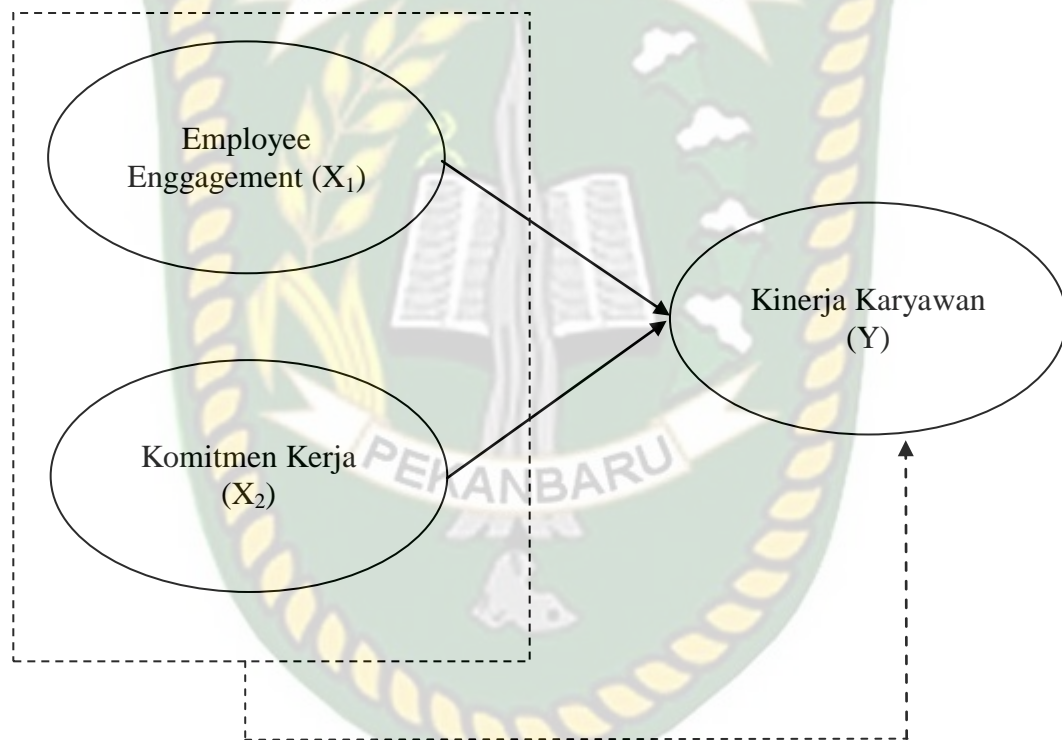 Employee
Enggagement (X₁)
Kinerja Karyawan
(Y)
Komitmen Kerja
(X₂)
PEKANBARU